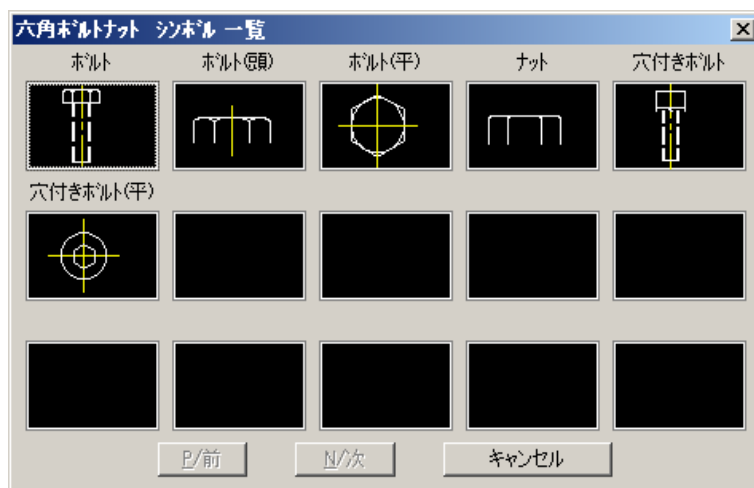 六角ﾎﾞﾙﾄﾅｯﾄ ｼﾝﾎﾞﾙ 一覧
ﾎﾞﾙﾄ ﾎﾞﾙﾄ(頭) ﾎﾞﾙﾄ(平) ﾅｯﾄ 穴付きﾎﾞﾙﾄ
穴付きﾎﾞﾙﾄ(平)
P/前 N/次 キャンセル